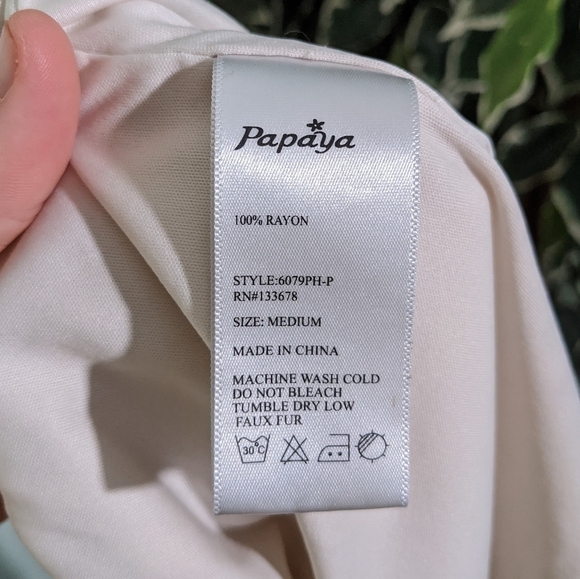 Papaya
100% RAYON
STYLE:6079PH-P
RN#133678
SIZE: MEDIUM
MADE IN CHINA
MACHINE WASH COLD
DO NOT BLEACH
TUMBLE DRY LOW
FAUX FUR
30°C